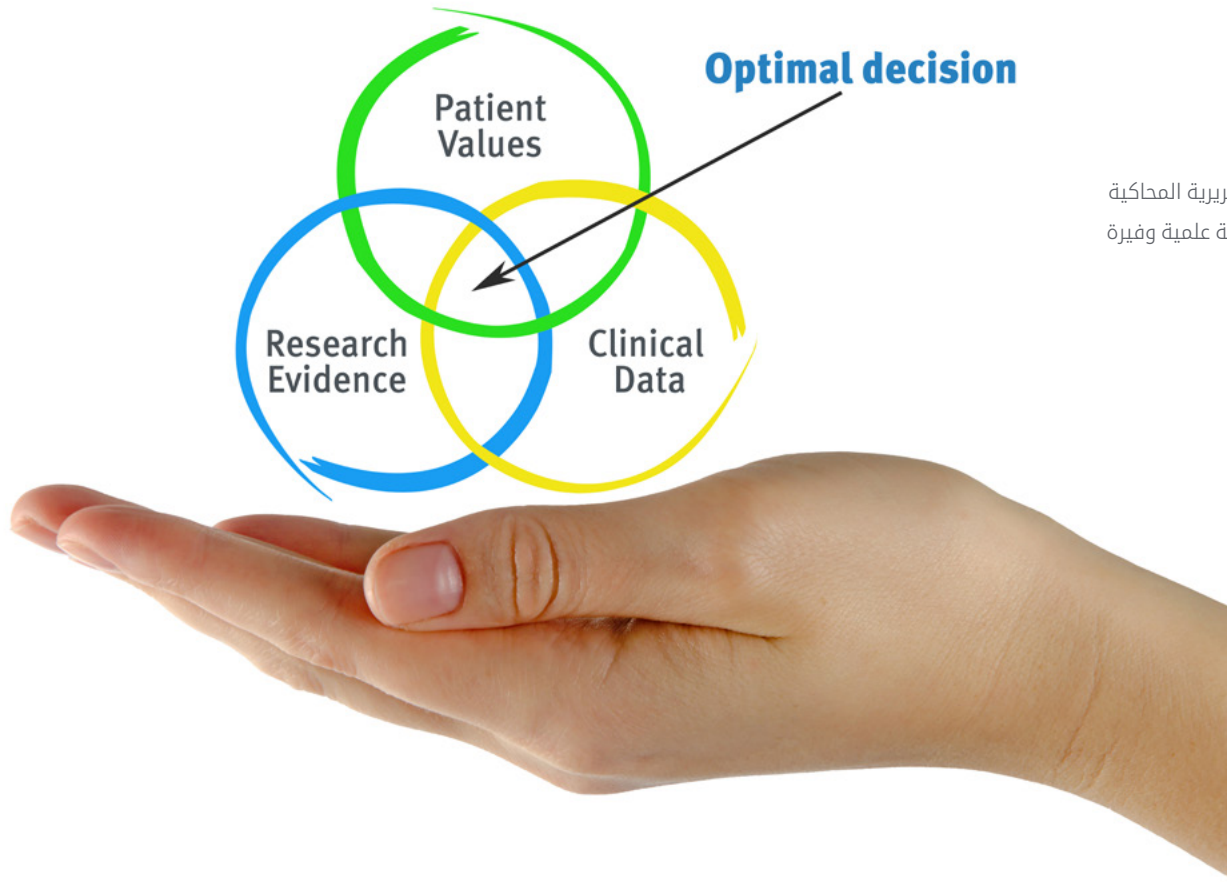 Optimal decision
Patient
Values
Research
Evidence
Clinical
Data
المحاكية
علمية وفيرة